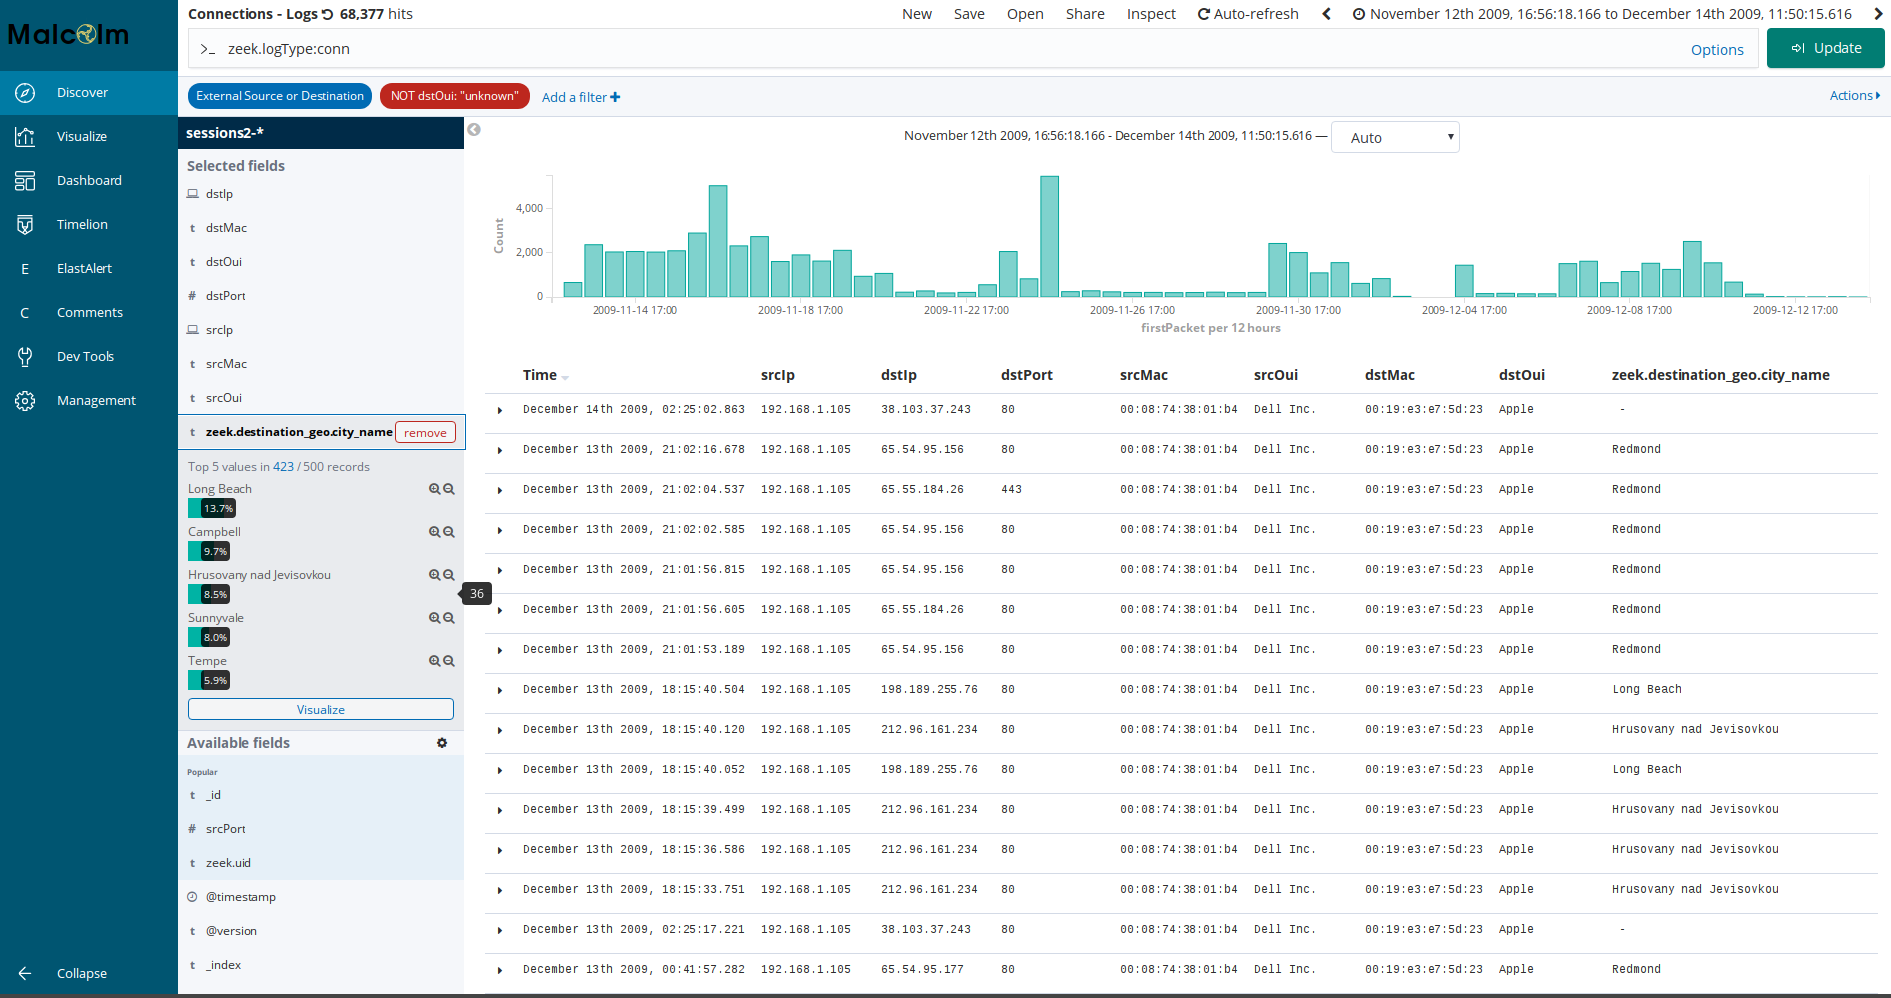 Malcolm
Discover
Visualize
Dashboard
Timelion
E ElastAlert
C Comments
Dev Tools
Management
Collapse
Connections - Logs 68,377 hits
New Save Open Share Inspect Auto-refresh November 12th 2009, 16:56:18.166 to December 14th 2009, 11:50:15.616
>_ zeek.logType:conn
Options
Update
External Source or Destination
NOT dstOui: "unknown"
Add a filter
Actions
sessions2-*
Selected fields
dstIp
t dstMac
t dstOui
# dstPort
srcIp
t srcMac
t srcOui
t zeek.destination_geo.city_name remove
Top 5 values in 423 / 500 records
Long Beach
13.7%
Campbell
9.7%
Hrusovany nad Jevisovkou
8.5%
36
Sunnyvale
8.0%
Tempe
5.9%
Visualize
Available fields
Popular
t _id
# srcPort
t zeek.uid
@timestamp
t @version
t _index
November 12th 2009, 16:56:18.166 - December 14th 2009, 11:50:15.616 — Auto
Count
4,000
2,000
0
2009-11-14 17:00 2009-11-18 17:00 2009-11-22 17:00 2009-11-26 17:00 2009-11-30 17:00 2009-12-04 17:00 2009-12-08 17:00 2009-12-12 17:00
firstPacket per 12 hours
Time srcIp dstIp dstPort srcMac srcOui dstMac dstOui zeek.destination_geo.city_name
December 14th 2009, 02:25:02.863 192.168.1.105 38.103.37.243 80 00:08:74:38:01:b4 Dell Inc. 00:19:e3:e7:5d:23 Apple -
December 13th 2009, 21:02:16.678 192.168.1.105 65.54.95.156 80 00:08:74:38:01:b4 Dell Inc. 00:19:e3:e7:5d:23 Apple Redmond
December 13th 2009, 21:02:04.537 192.168.1.105 65.55.184.26 443 00:08:74:38:01:b4 Dell Inc. 00:19:e3:e7:5d:23 Apple Redmond
December 13th 2009, 21:02:02.585 192.168.1.105 65.54.95.156 80 00:08:74:38:01:b4 Dell Inc. 00:19:e3:e7:5d:23 Apple Redmond
December 13th 2009, 21:01:56.815 192.168.1.105 65.54.95.156 80 00:08:74:38:01:b4 Dell Inc. 00:19:e3:e7:5d:23 Apple Redmond
December 13th 2009, 21:01:56.605 192.168.1.105 65.55.184.26 80 00:08:74:38:01:b4 Dell Inc. 00:19:e3:e7:5d:23 Apple Redmond
December 13th 2009, 21:01:53.189 192.168.1.105 65.54.95.156 80 00:08:74:38:01:b4 Dell Inc. 00:19:e3:e7:5d:23 Apple Redmond
December 13th 2009, 18:15:40.504 192.168.1.105 198.189.255.76 80 00:08:74:38:01:b4 Dell Inc. 00:19:e3:e7:5d:23 Apple Long Beach
December 13th 2009, 18:15:40.120 192.168.1.105 212.96.161.234 80 00:08:74:38:01:b4 Dell Inc. 00:19:e3:e7:5d:23 Apple Hrusovany nad Jevisovkou
December 13th 2009, 18:15:40.052 192.168.1.105 198.189.255.76 80 00:08:74:38:01:b4 Dell Inc. 00:19:e3:e7:5d:23 Apple Long Beach
December 13th 2009, 18:15:39.499 192.168.1.105 212.96.161.234 80 00:08:74:38:01:b4 Dell Inc. 00:19:e3:e7:5d:23 Apple Hrusovany nad Jevisovkou
December 13th 2009, 18:15:36.586 192.168.1.105 212.96.161.234 80 00:08:74:38:01:b4 Dell Inc. 00:19:e3:e7:5d:23 Apple Hrusovany nad Jevisovkou
December 13th 2009, 18:15:33.751 192.168.1.105 212.96.161.234 80 00:08:74:38:01:b4 Dell Inc. 00:19:e3:e7:5d:23 Apple Hrusovany nad Jevisovkou
December 13th 2009, 02:25:17.221 192.168.1.105 38.103.37.243 80 00:08:74:38:01:b4 Dell Inc. 00:19:e3:e7:5d:23 Apple -
December 13th 2009, 00:41:57.282 192.168.1.105 65.54.95.177 80 00:08:74:38:01:b4 Dell Inc. 00:19:e3:e7:5d:23 Apple Redmond